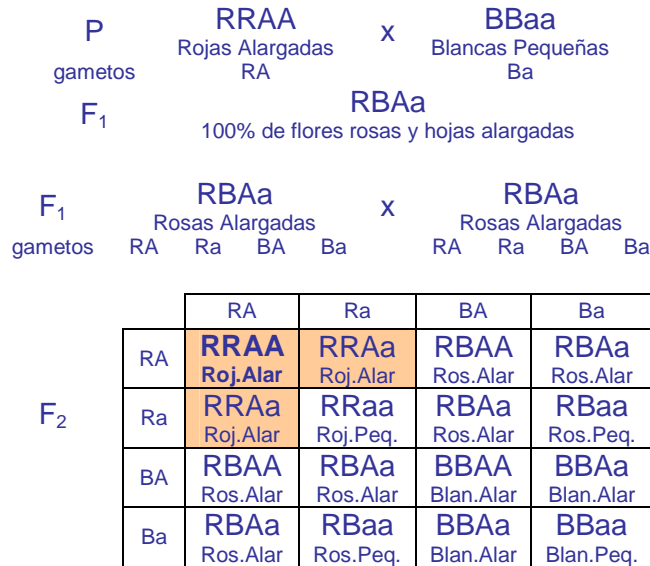 P RRAA x BBaa
Rojas Alargadas Blancas Pequeñas
gametos RA Ba
F₁ RBAa
100% de flores rosas y hojas alargadas
F₁ RBAa x RBAa
Rosas Alargadas Rosas Alargadas
gametos RA Ra BA Ba RA Ra BA Ba
RA Ra BA Ba
RA RRAA RRAa RBAA RBAa
Roj.Alar Roj.Alar Ros.Alar Ros.Alar
F₂ Ra RRAa RRaa RBAa RBaa
Roj.Alar Roj.Peq. Ros.Alar Ros.Peq.
BA RBAA RBAa BBAA BBAa
Ros.Alar Ros.Alar Blan.Alar Blan.Alar
Ba RBAa RBaa BBAa BBaa
Ros.Alar Ros.Peq. Blan.Alar Blan.Peq.